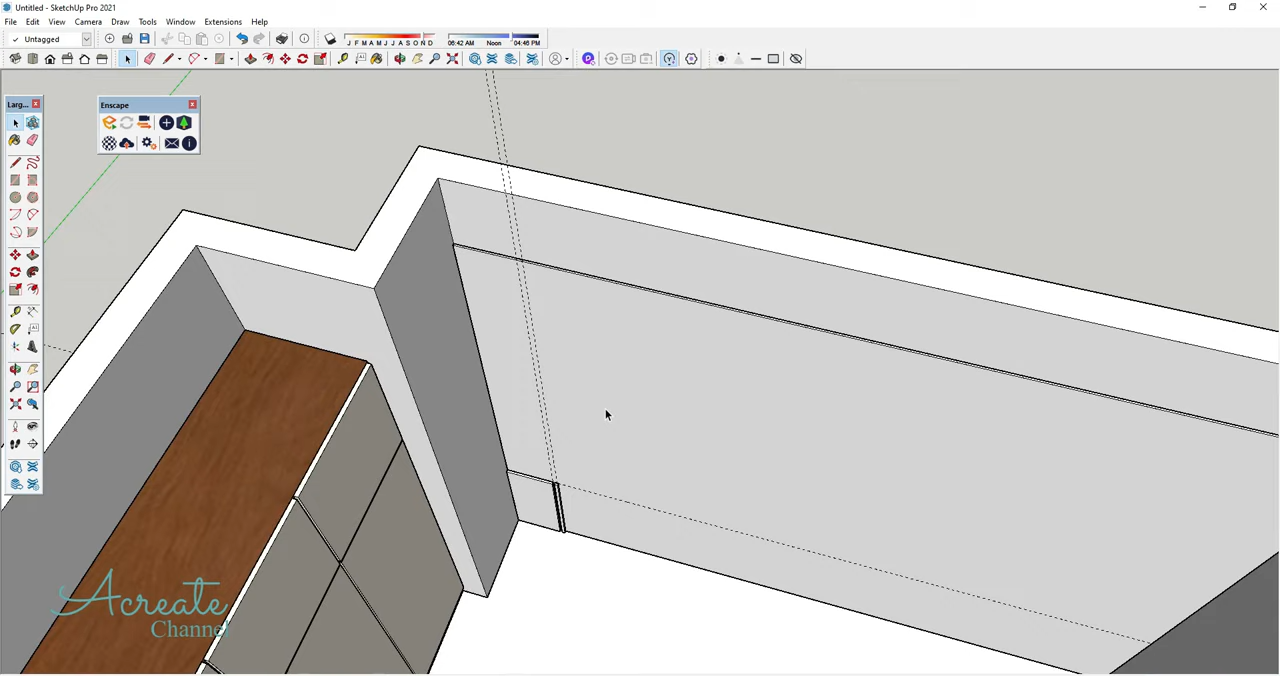 Untitled - SketchUp Pro 2021
File Edit View Camera Draw Tools Window Extensions Help
Untagged
J F M A M J J A S O N D
06:42 AM Noon 04:46 PM
Larg...
Enscape
Acreate
Channel